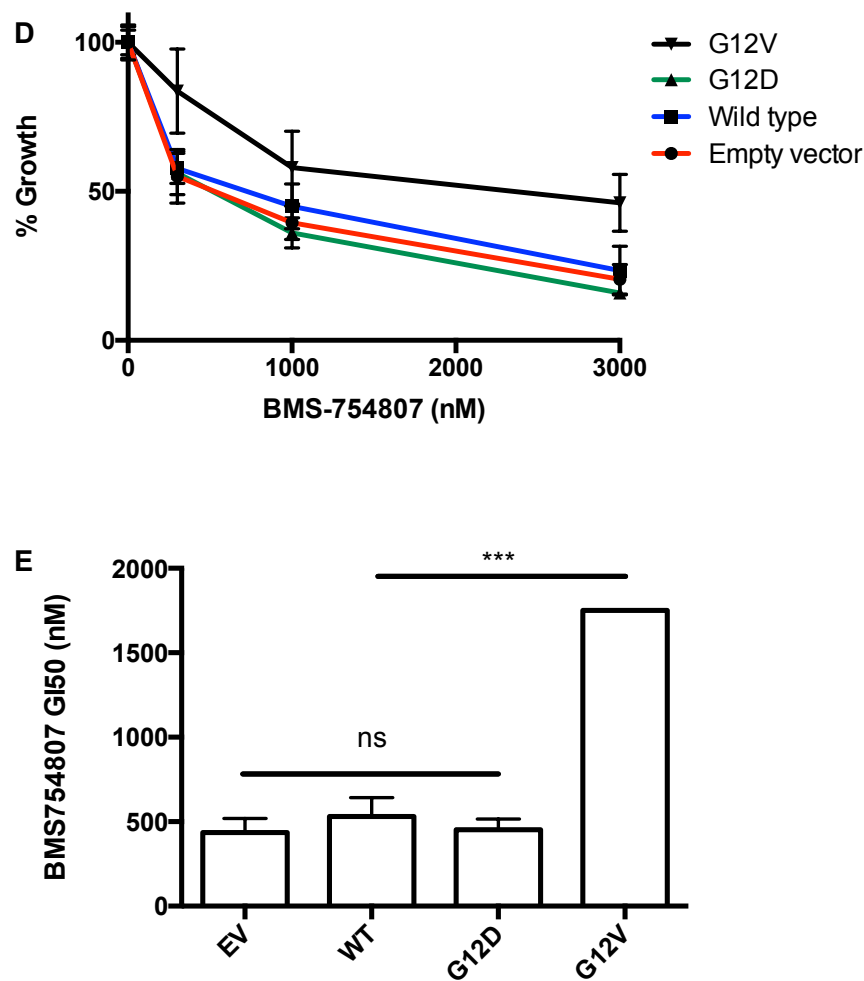 D
% Growth
100
50
0
0
1000
2000
3000
BMS-754807 (nM)
G12V
G12D
Wild type
Empty vector
E
BMS754807 GI50 (nM)
2000
1500
1000
500
0
***
ns
EV
WT
G12D
G12V